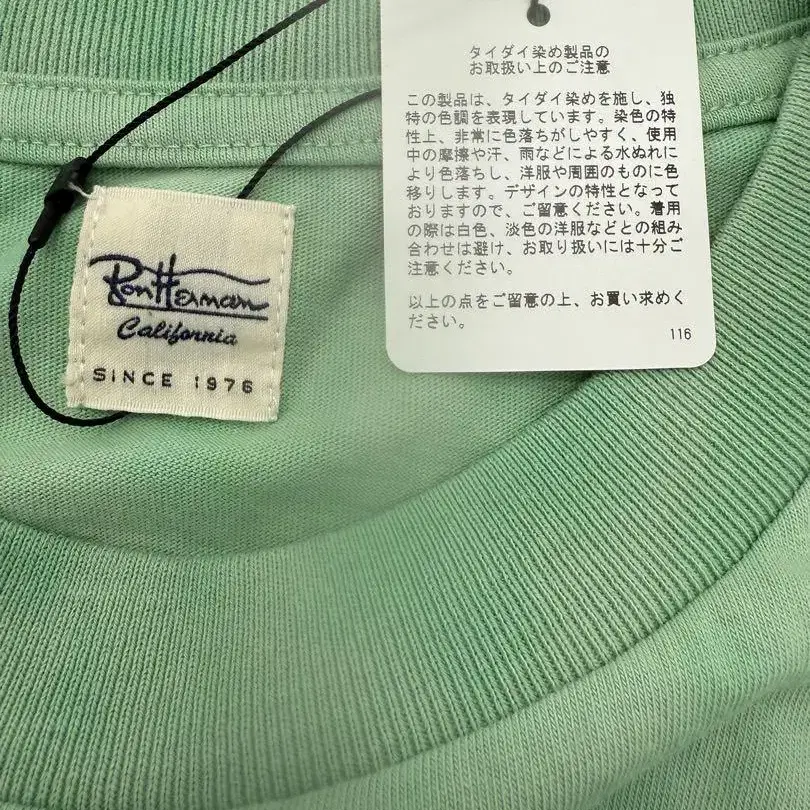 タイダイ染め製品の
お取扱い上のご注意
この製品は、タイダイ染めを施し、独
特の色調を表現しています。染色の特
性上、非常に色落ちがしやすく、使用
中の摩擦や汗、雨などによる水ぬれに
より色落ちし、洋服や周囲のものに色
移りします。デザインの特性となって
おりますので、ご留意ください。着用
の際は白色、淡色の洋服などとの組み
合わせは避け、お取り扱いには十分ご
注意ください。
以上の点をご留意の上、お買い求めく
ださい。
116
Ron Herman
California
SINCE 1976